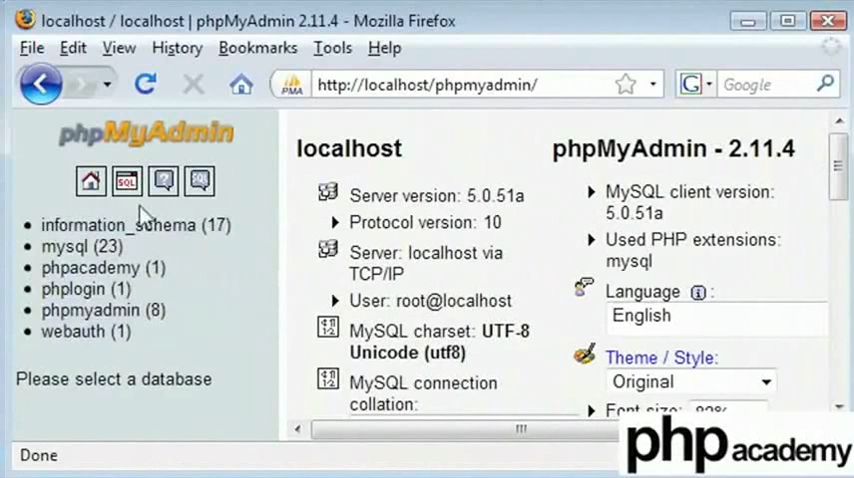 localhost / localhost | phpMyAdmin 2.11.4 - Mozilla Firefox
File Edit View History Bookmarks Tools Help
PMA http://localhost/phpmyadmin/ G Google
phpMyAdmin
SQL ? SQL
information_schema (17)
mysql (23)
phpacademy (1)
phplogin (1)
phpmyadmin (8)
webauth (1)
Please select a database
localhost
Server version: 5.0.51a
Protocol version: 10
Server: localhost via
TCP/IP
User: root@localhost
MySQL charset: UTF-8
Unicode (utf8)
MySQL connection
collation:
phpMyAdmin - 2.11.4
MySQL client version:
5.0.51a
Used PHP extensions:
mysql
Language :
English
Theme / Style:
Original
Font size: 82%
Done
php academy